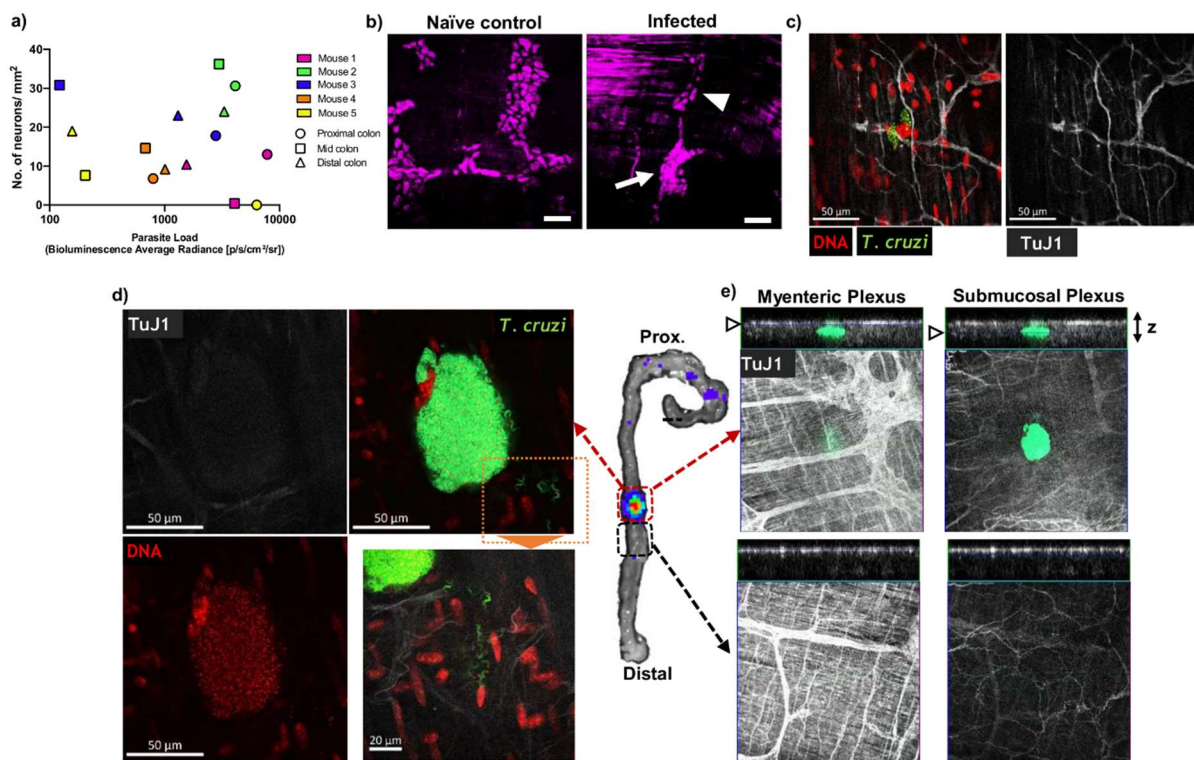 a)
40
30
20
10
0
No. of neurons/ mm²
100
1000
10000
Parasite Load
(Bioluminescence Average Radiance [p/s/cm²/sr])
Mouse 1
Mouse 2
Mouse 3
Mouse 4
Mouse 5
Proximal colon
Mid colon
Distal colon
b)
Naïve control
Infected
c)
50 µm
50 µm
DNA
T. cruzi
TuJ1
d)
TuJ1
50 µm
T. cruzi
50 µm
DNA
50 µm
20 µm
Prox.
Distal
e)
Myenteric Plexus
Submucosal Plexus
z
TuJ1